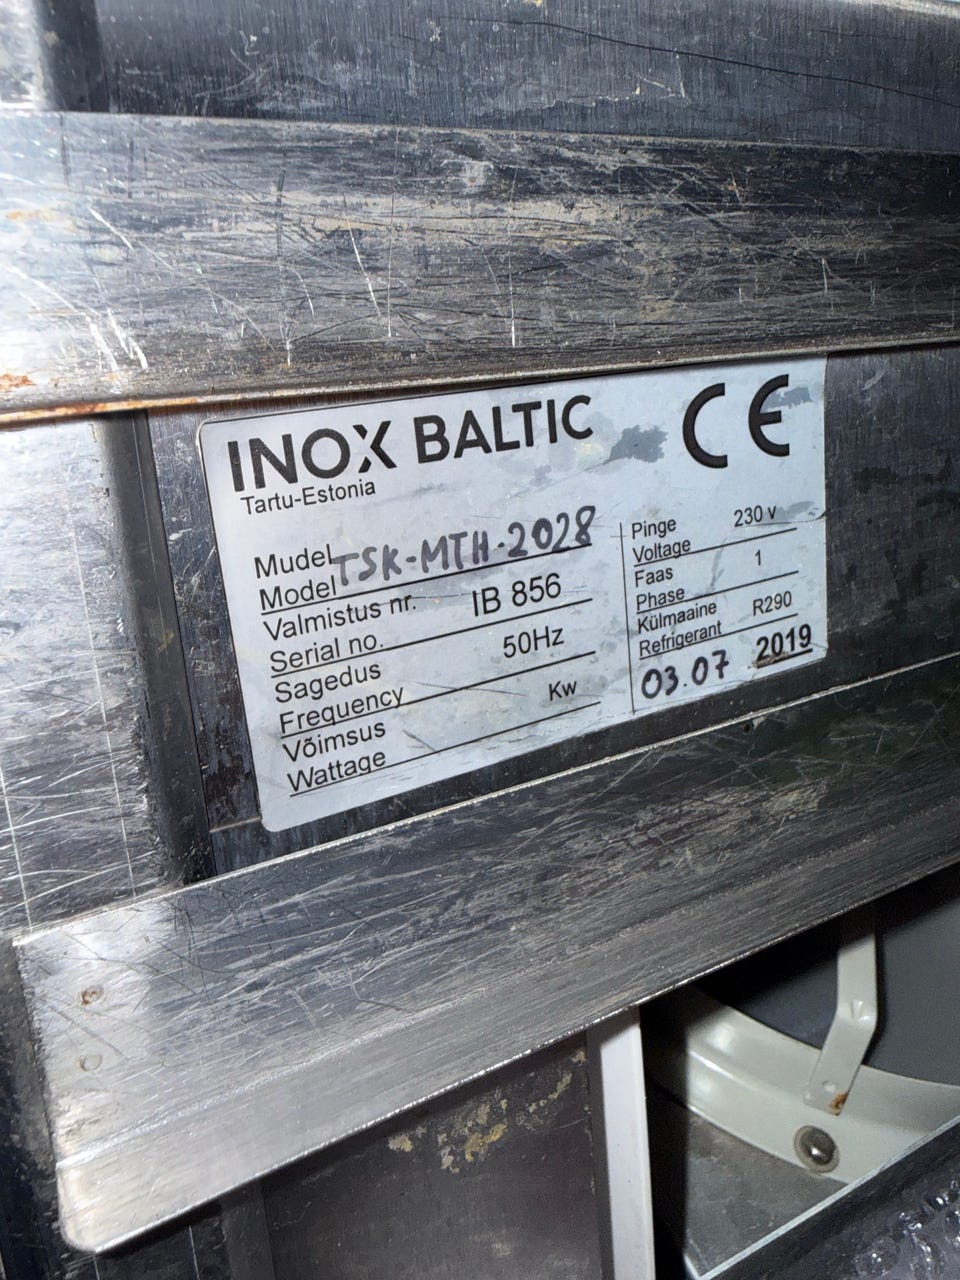 INOX BALTIC CE
Tartu-Estonia
Mudel
Model TSK-MTH-2028
Valmistus nr.
Serial no. IB 856
Sagedus
Frequency 50Hz
Võimsus
Wattage Kw
Pinge
Voltage 230 v
Faas
Phase 1
Külmaaine
Refrigerant R290
03.07 2019